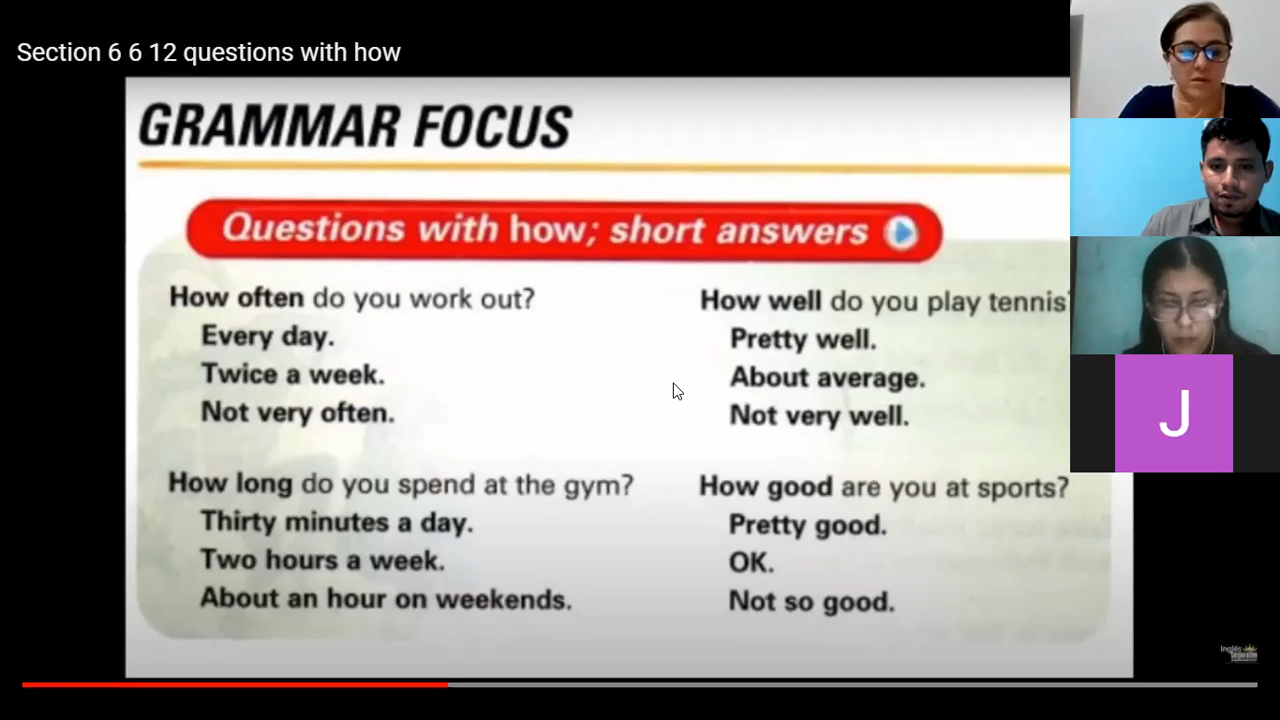 Section 6 6 12 questions with how
GRAMMAR FOCUS
Questions with how; short answers
How often do you work out?
Every day.
Twice a week.
Not very often.
How long do you spend at the gym?
Thirty minutes a day.
Two hours a week.
About an hour on weekends.
How well do you play tennis?
Pretty well.
About average.
Not very well.
How good are you at sports?
Pretty good.
OK.
Not so good.
J
Inglés